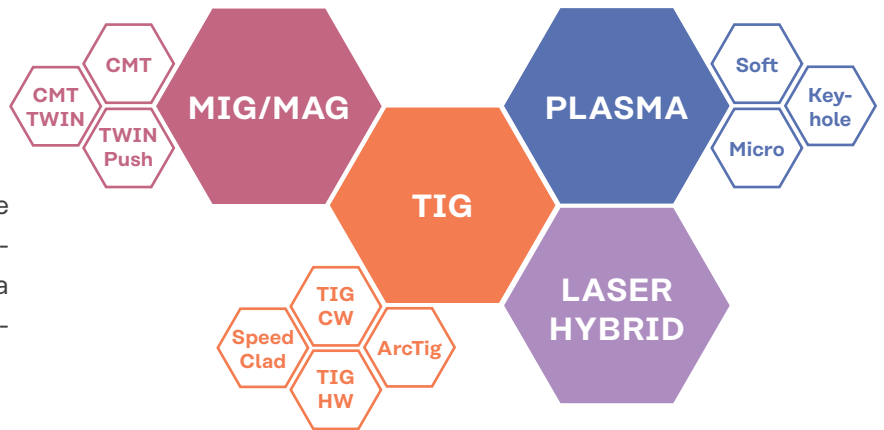 CMT
CMT
TWIN
TWIN
Push
MIG/MAG
PLASMA
Soft
Key-
hole
Micro
e
–
a
–
TIG
TIG
CW
Speed
Clad
ArcTig
TIG
HW
LASER
HYBRID